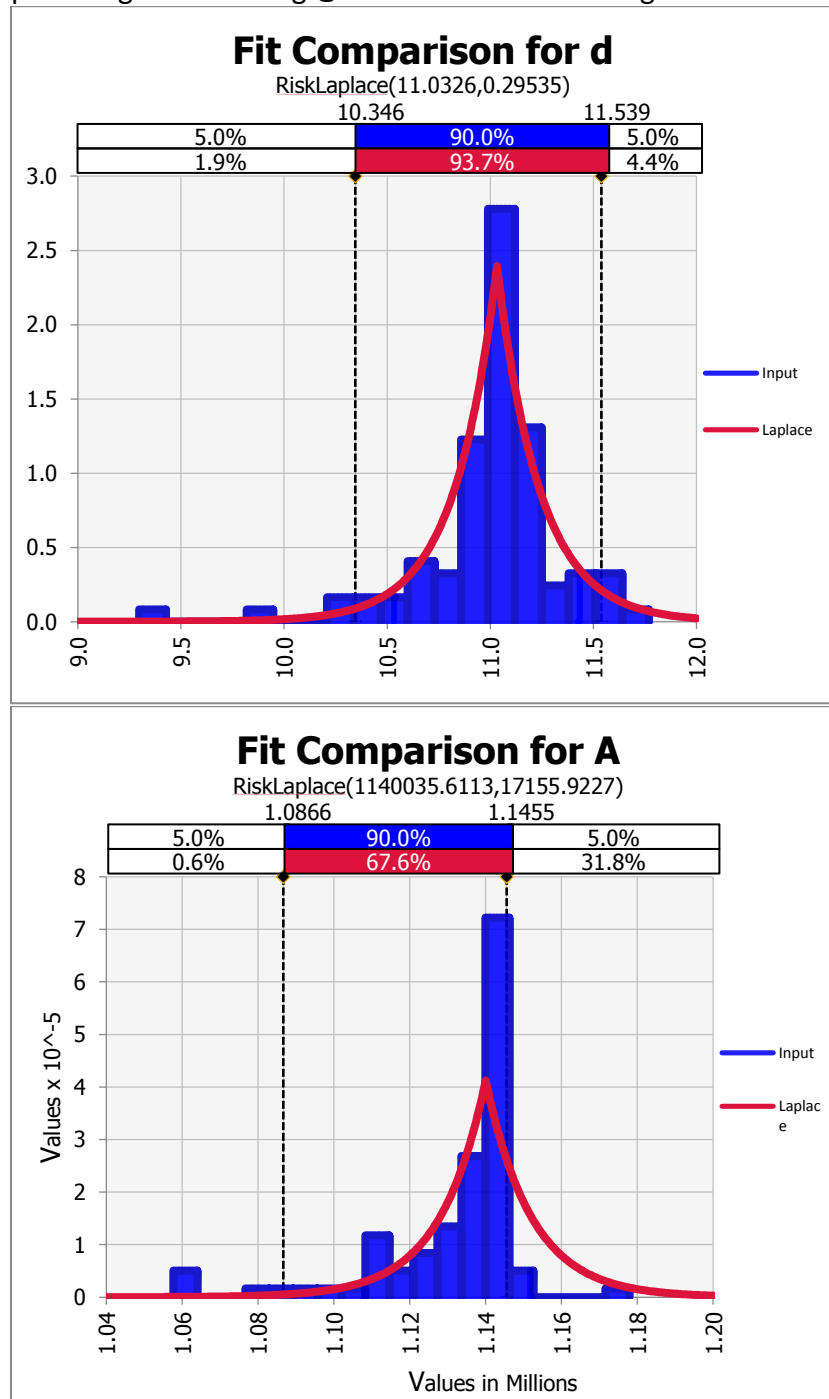 Fit Comparison for d
RiskLaplace(11.0326,0.29535)
10.346 11.539
5.0% 90.0% 5.0%
1.9% 93.7% 4.4%
3.0
2.5
2.0
1.5
1.0
0.5
0.0
Input
Laplace
9.0 9.5 10.0 10.5 11.0 11.5 12.0
Fit Comparison for A
RiskLaplace(1140035.6113,17155.9227)
1.0866 1.1455
5.0% 90.0% 5.0%
0.6% 67.6% 31.8%
8
7
6
5
4
3
2
1
0
Values x 10^-5
Input
Laplac
e
1.04 1.06 1.08 1.10 1.12 1.14 1.16 1.18 1.20
Values in Millions